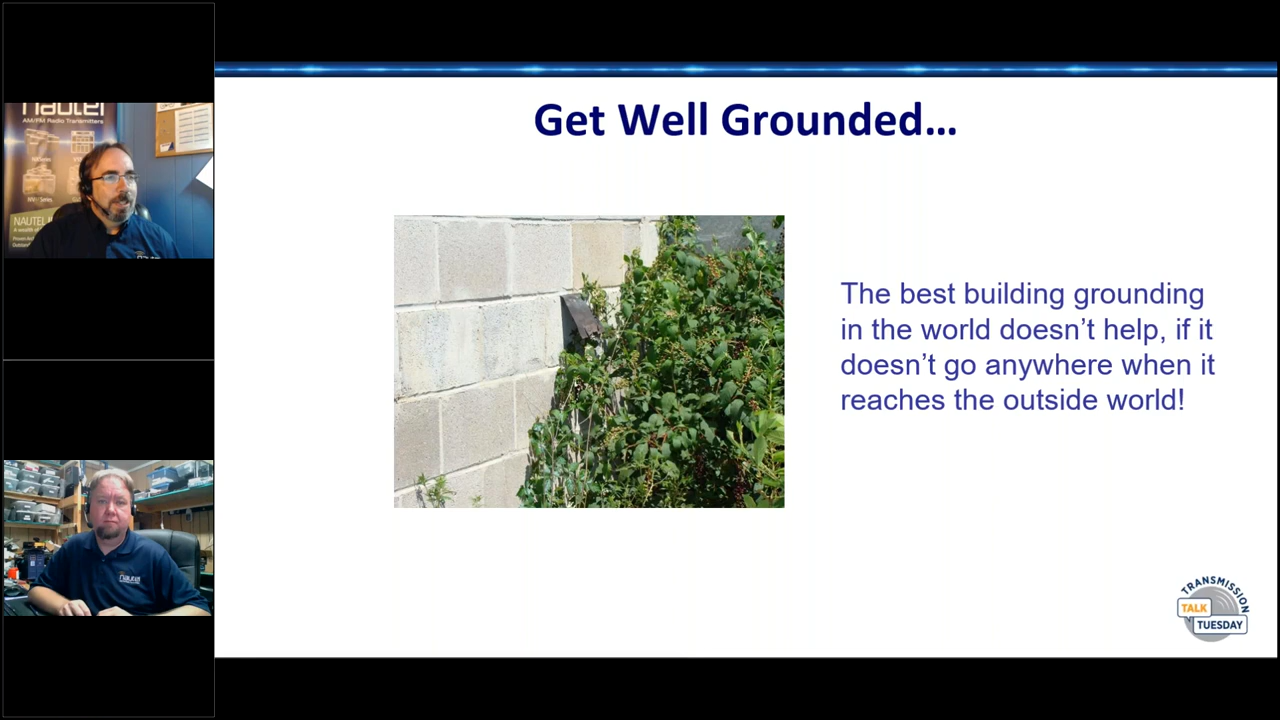 nautel
AM/FM Radio Transmitters
Get Well Grounded…
The best building grounding
in the world doesn’t help, if it
doesn’t go anywhere when it
reaches the outside world!
nautel
TRANSMISSION
TALK
TUESDAY